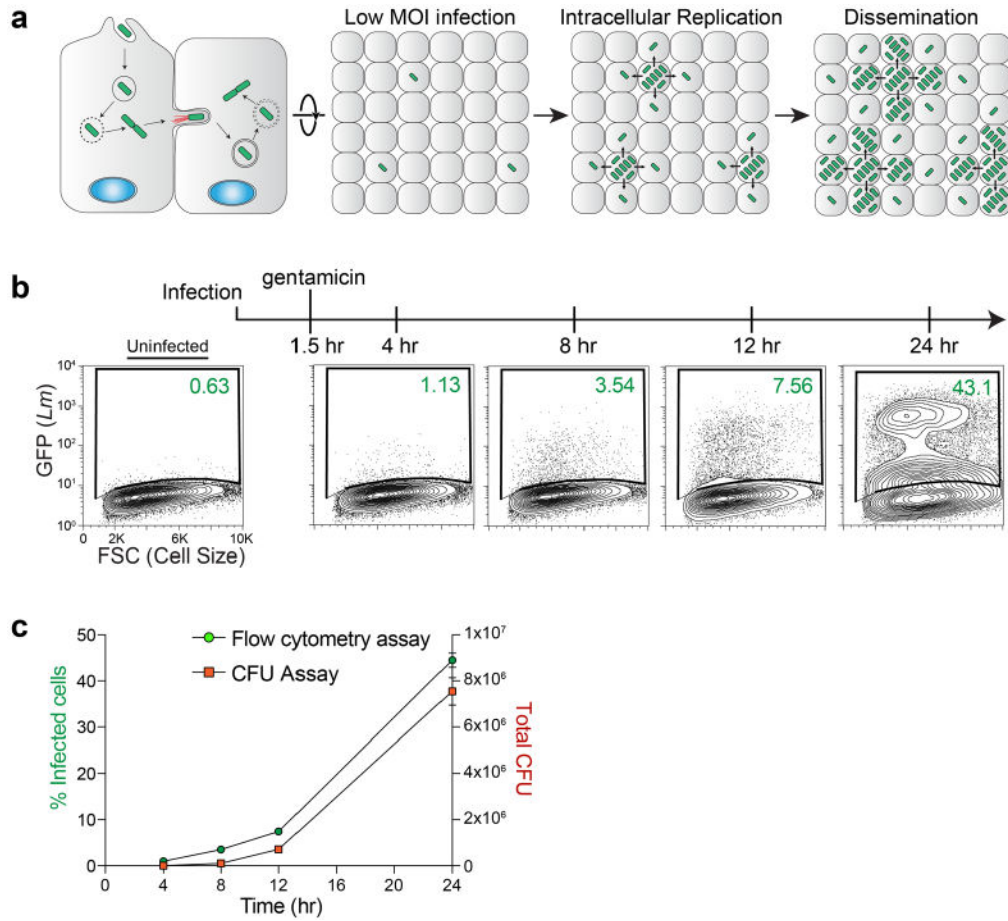 a
Low MOI infection
Intracellular Replication
Dissemination
b
Infection
gentamicin
1.5 hr
4 hr
8 hr
12 hr
24 hr
Uninfected
0.63
1.13
3.54
7.56
43.1
GFP (Lm)
10⁴
10³
10²
10¹
10⁰
0 2K 6K 10K
FSC (Cell Size)
c
Flow cytometry assay
CFU Assay
% Infected cells
50
40
30
20
10
0
Total CFU
1x10⁷
8x10⁶
6x10⁶
4x10⁶
2x10⁶
0
0 4 8 12 16 20 24
Time (hr)